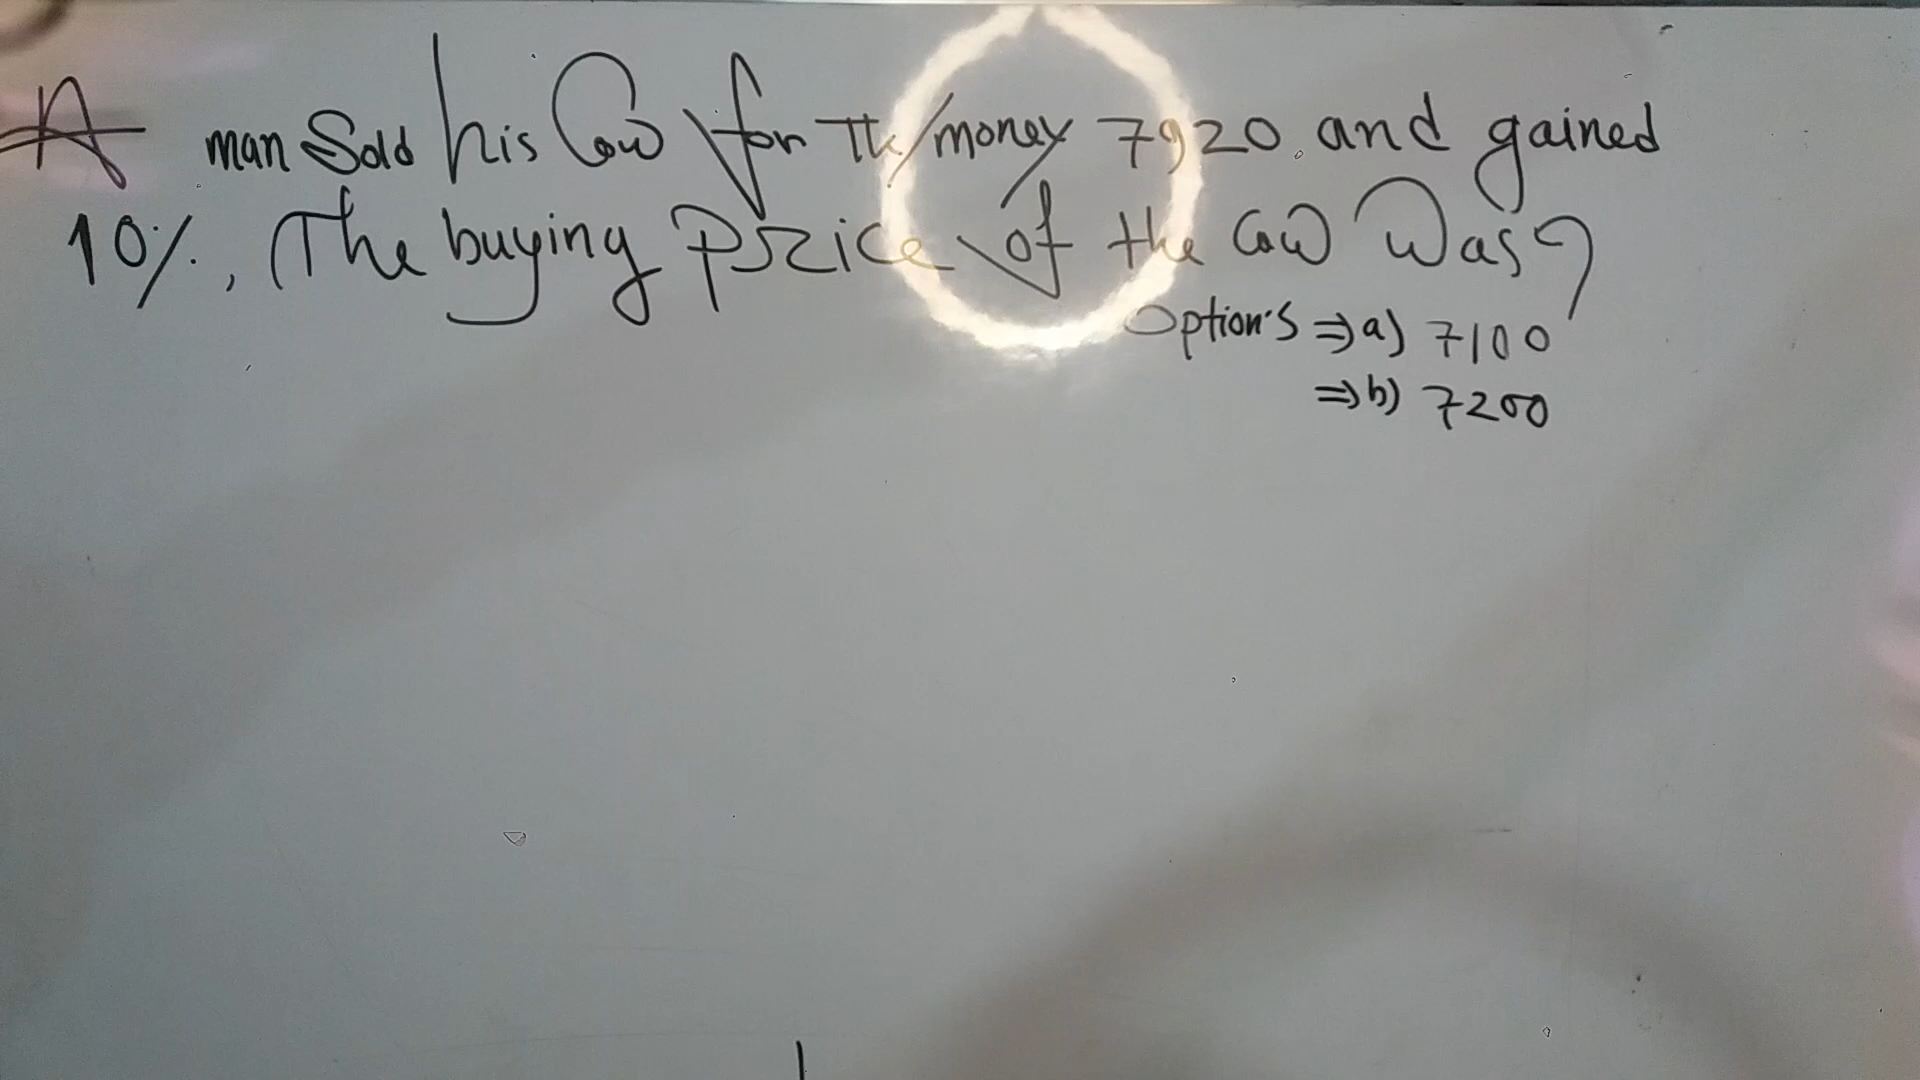 A man Sold his Cow for Tk/money 7920. and gained
10%, The buying Price of the Cow Was?
Option's ⇒ a) 7100
⇒ b) 7200